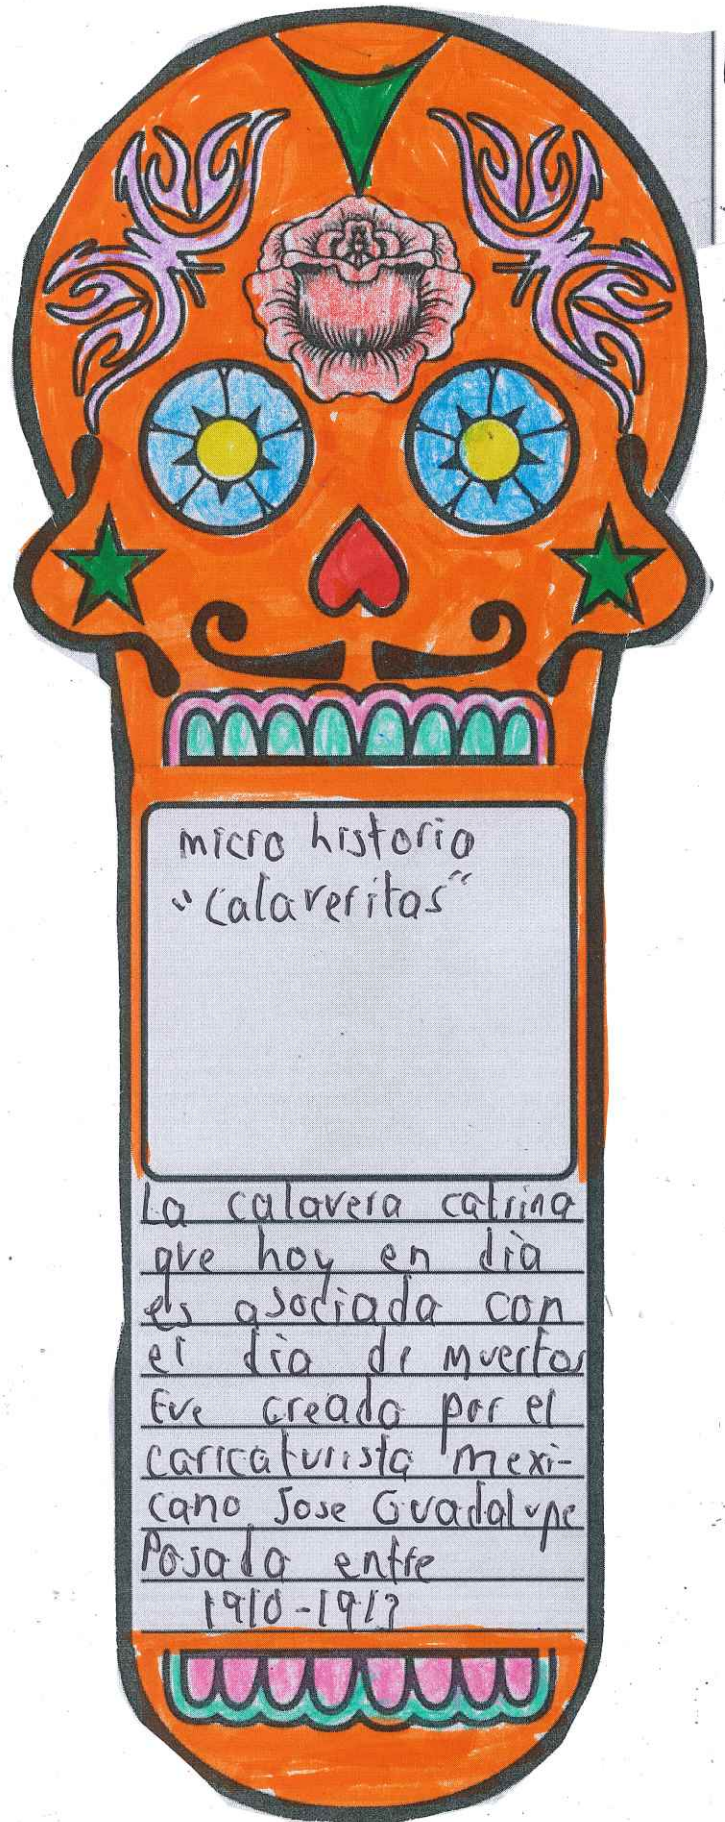 micro historia
"Calaveritas"
La calavera catrina
que hoy en día
es asociada con
el día de muertos
Fue creada por el
caricaturista mexi-
cano Jose Guadalupe
Posada entre
1910-1913